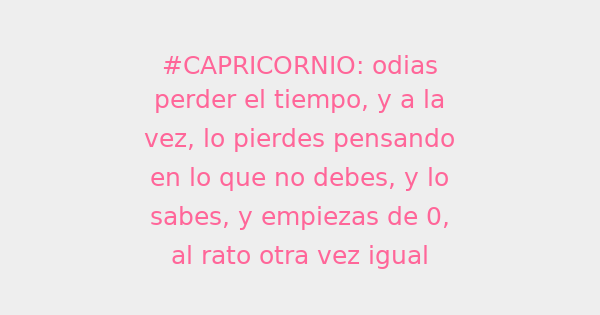 #CAPRICORNIO: odias
perder el tiempo, y a la
vez, lo pierdes pensando
en lo que no debes, y lo
sabes, y empiezas de 0,
al rato otra vez igual